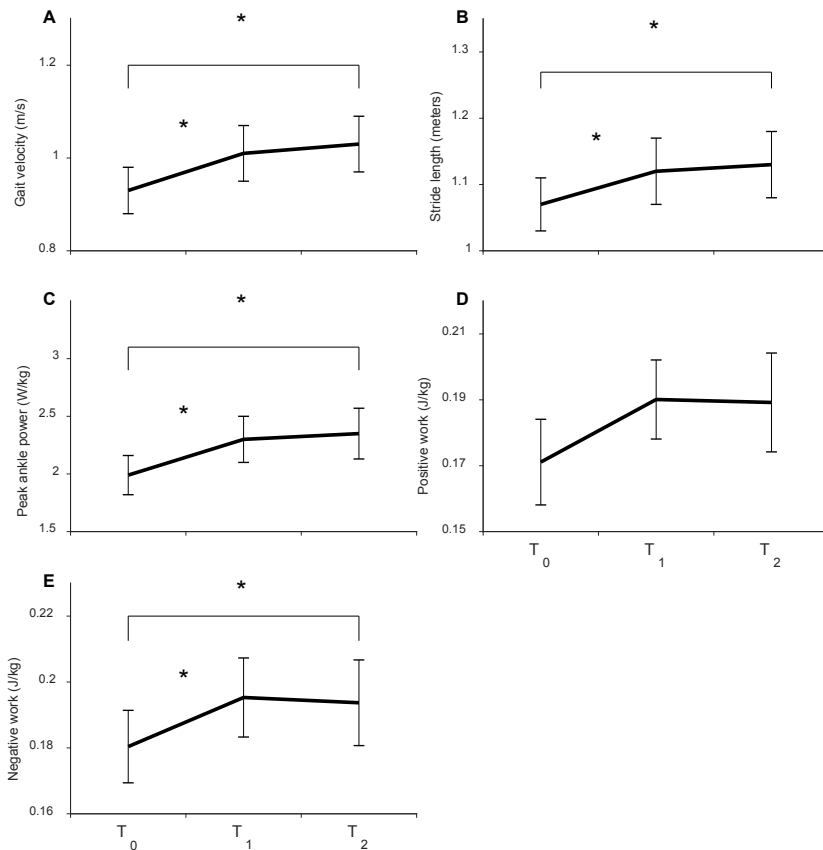 A
*
*
1.2
1
0.8
Gait velocity (m/s)
B
*
*
1.3
1.2
1.1
1
Stride length (meters)
C
*
*
3
2.5
2
1.5
Peak ankle power (W/kg)
D
0.21
0.19
0.17
0.15
Positive work (J/kg)
T0 T1 T2
E
*
*
0.22
0.2
0.18
0.16
Negative work (J/kg)
T0 T1 T2